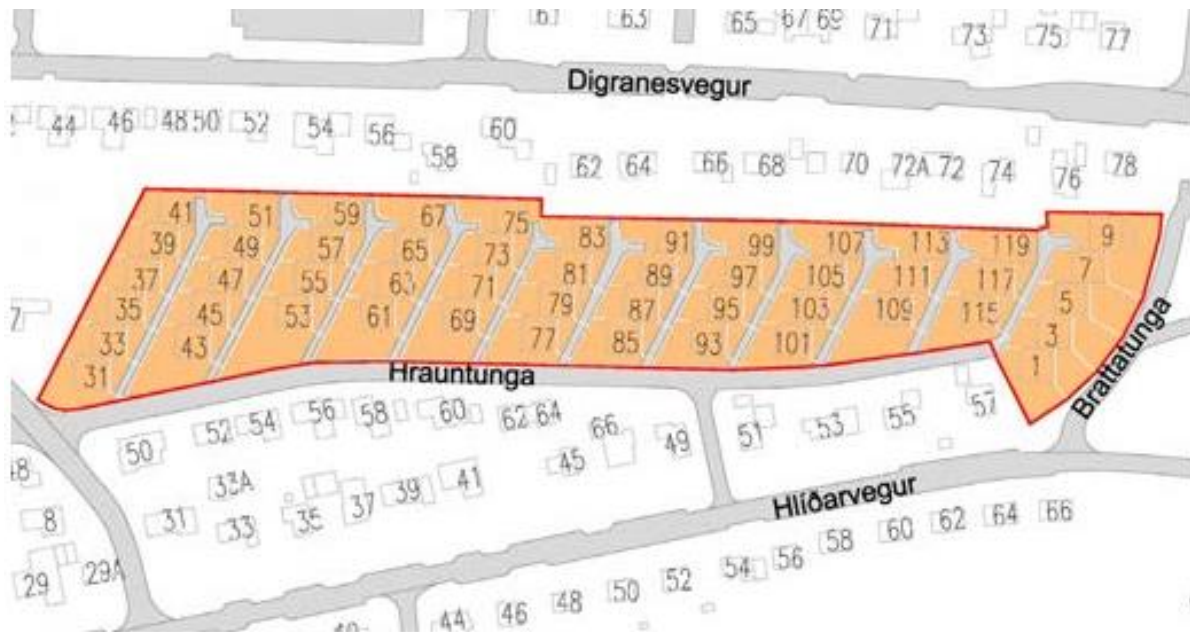 61 63 65 67 69 71 73 75 77
Digranesvegur
44 46 48 50 52 54 56 58 60 62 64 66 68 70 72A 72 74 76 78
41 51 59 67 75 83 91 99 107 113 119 9
39 49 57 65 73 81 89 97 105 111 117 7
37 47 55 63 71 79 87 95 103 109 115 5
35 45 53 61 69 77 85 93 101 3
33 43 1
31
7
Hrauntunga
Brattatunga
50 52 54 56 58 60 62 64 66 49 51 53 55 57
48 33A 35 37 39 41 45
8 31 33
29 29A
Hlíðarvegur
44 46 48 50 52 54 56 58 60 62 64 66